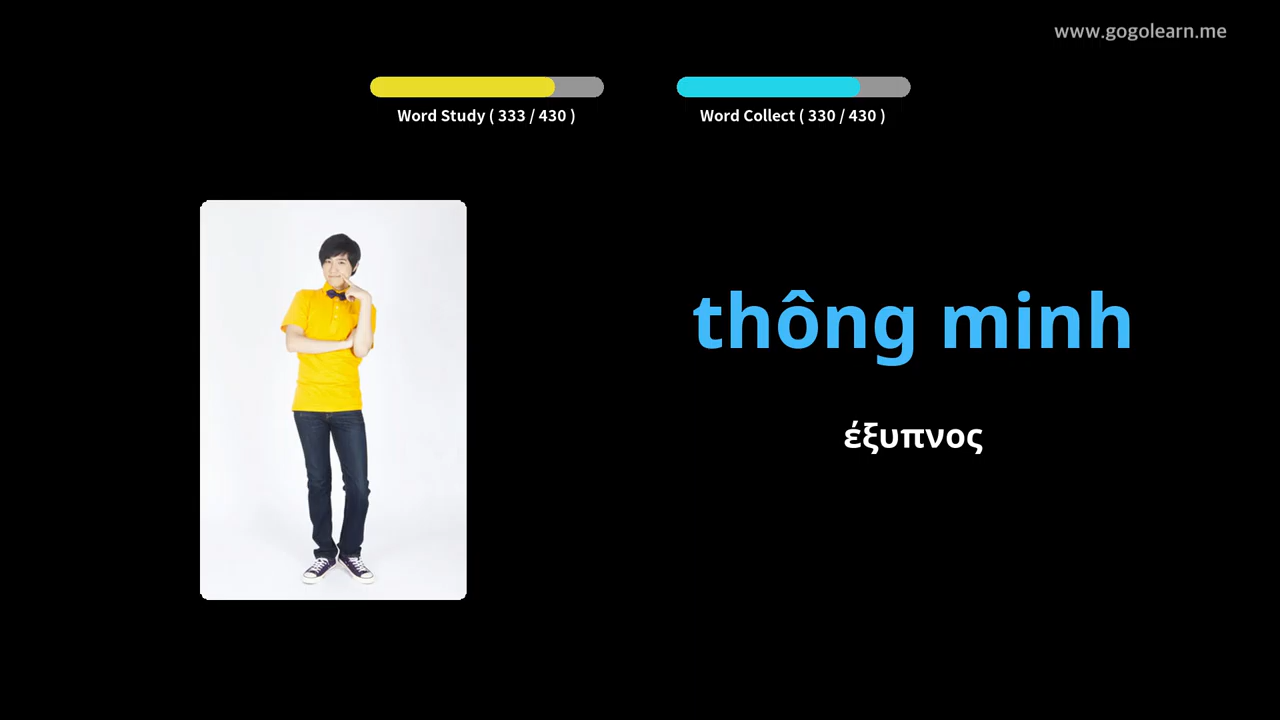 www.gogolearn.me
Word Study ( 333 / 430 )
Word Collect ( 330 / 430 )
thông minh
έξυπνος